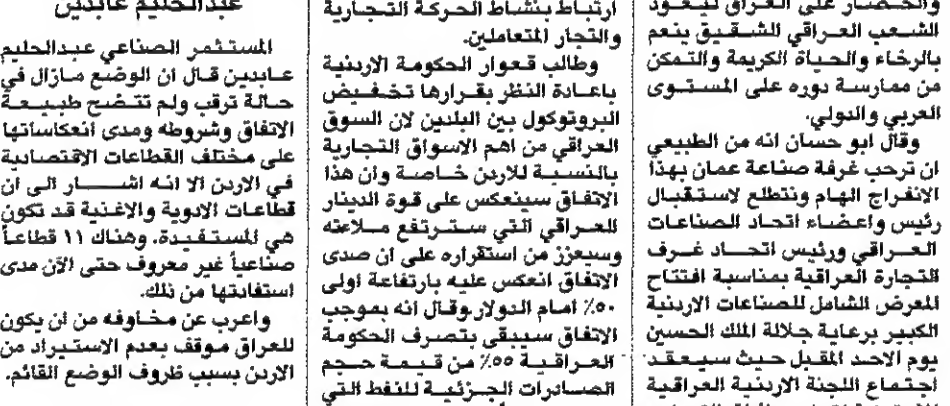 والحصار على العراق ليعود
الشعب العراقي الشقيق ينعم
بالرخاء والحياة الكريمة والتمكن
من ممارسة دوره على المستوى
العربي والدولي.
وقال ابو حسان انه من الطبيعي
ان ترحب غرفة صناعة عمان بهذا
الانفراج الهام ونتطلع لاستقبال
رئيس واعضاء اتحاد الصناعات
العراقي ورئيس اتحاد غرف
التجارة العراقية بمناسبة افتتاح
المعرض الشامل للصناعات الاردنية
الكبير برعاية جلالة الملك الحسين
يوم الاحد المقبل حيث سيعقد
اجتماع اللجنة الاردنية العراقية
ارتباط بنشاط الحركة التجارية
والتجار المتعاملين.
وطالب قعوار الحكومة الاردنية
باعادة النظر بقرارها تخفيض
البروتوكول بين البلدين لان السوق
العراقي من اهم الاسواق التجارية
بالنسبة للاردن خاصة وان هذا
الاتفاق سينعكس على قوة الدينار
العراقي التي سترتفع ملاءته
وسيعزز من استقراره على ان صدى
الاتفاق انعكس عليه بارتفاعة اولى
٥٠٪ امام الدولار.وقال انه بموجب
الاتفاق سيبقى بتصرف الحكومة
العراقية ٥٥٪ من قيمة حجم
الصادرات الجزئية للنفط التي
عبدالحليم عابدين
المستثمر الصناعي عبدالحليم
عابدين قال ان الوضع مازال في
حالة ترقب ولم تتضح طبيعة
الاتفاق وشروطه ومدى انعكاساتها
على مختلف القطاعات الاقتصادية
في الاردن الا انه اشار الى ان
قطاعات الادوية والاغذية قد تكون
هي المستفيدة، وهناك ١١ قطاعاً
صناعياً غير معروف حتى الآن مدى
استفادتها من ذلك.
واعرب عن مخاوفه من ان يكون
للعراق موقف بعدم الاستيراد من
الاردن بسبب ظروف الوضع القائم.